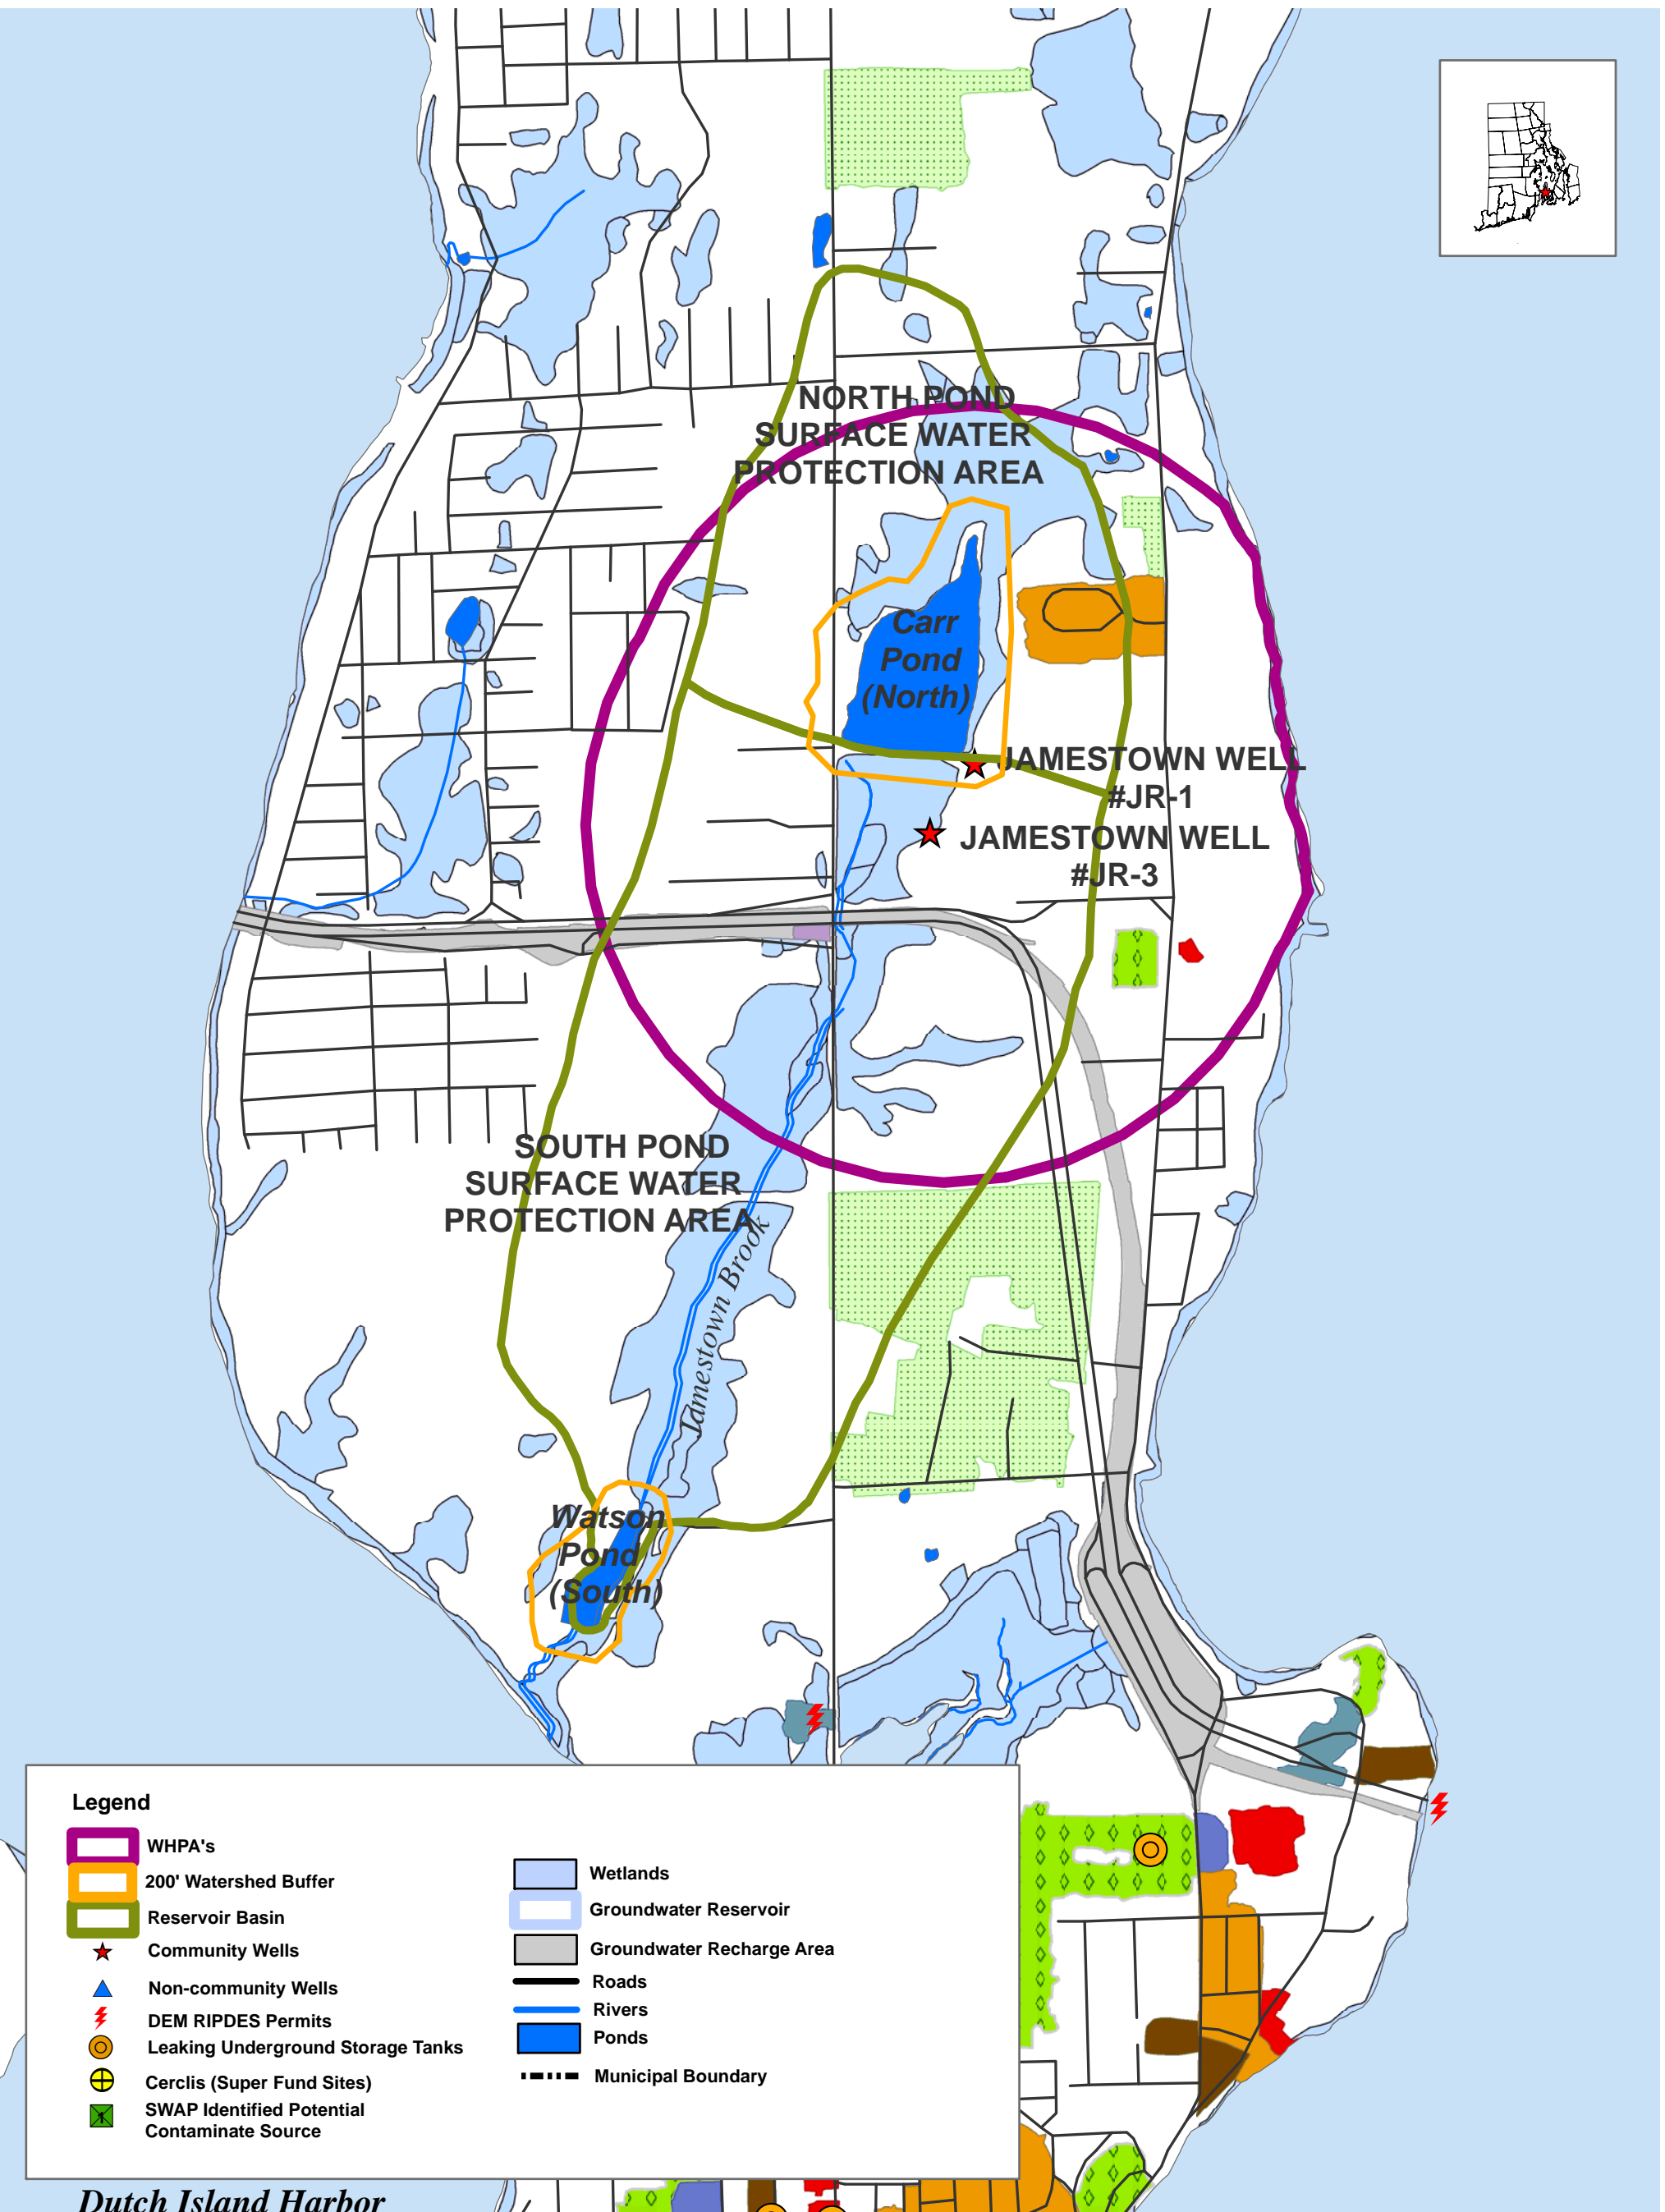 NORTH POND
SURFACE WATER
PROTECTION AREA
Carr
Pond
(North)
JAMESTOWN WELL
#JR-1
JAMESTOWN WELL
#JR-3
SOUTH POND
SURFACE WATER
PROTECTION AREA
Jamestown Brook
Watson
Pond
(South)
Legend
WHPA's
200' Watershed Buffer
Reservoir Basin
Community Wells
Non-community Wells
DEM RIPDES Permits
Leaking Underground Storage Tanks
Cerclis (Super Fund Sites)
SWAP Identified Potential
Contaminate Source
Wetlands
Groundwater Reservoir
Groundwater Recharge Area
Roads
Rivers
Ponds
Municipal Boundary
Dutch Island Harbor